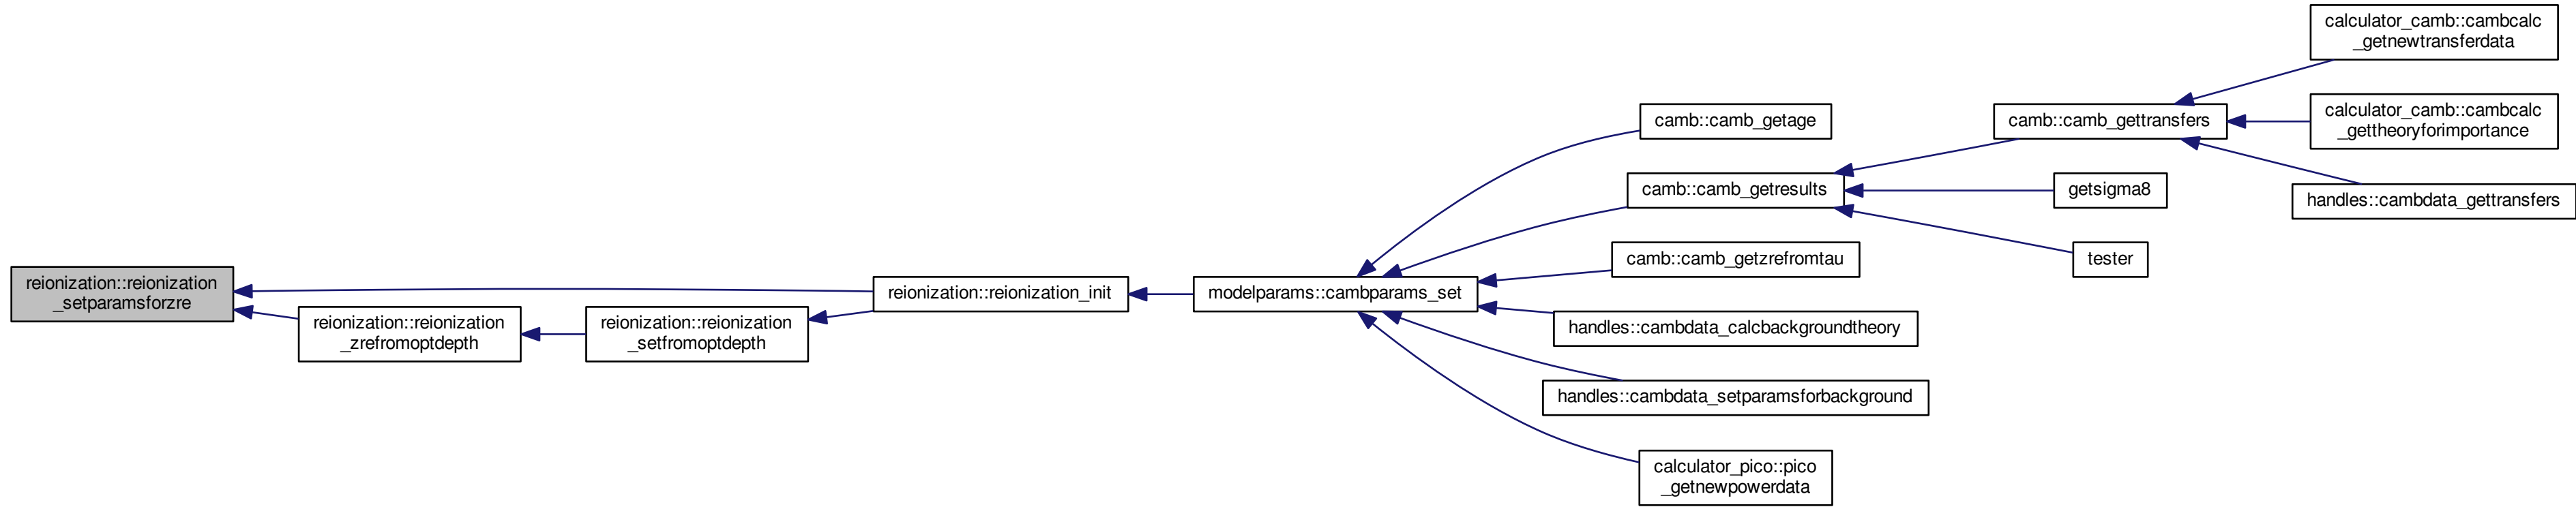 reionization::reionization
_setparamsforzre
reionization::reionization
_zrefromoptdepth
reionization::reionization
_setfromoptdepth
reionization::reionization_init
modelparams::cambparams_set
camb::camb_getage
camb::camb_getresults
camb::camb_getzrefromtau
handles::cambdata_calcbackgroundtheory
handles::cambdata_setparamsforbackground
calculator_pico::pico
_getnewpowerdata
camb::camb_gettransfers
getsigma8
tester
calculator_camb::cambcalc
_getnewtransferdata
calculator_camb::cambcalc
_gettheoryforimportance
handles::cambdata_gettransfers